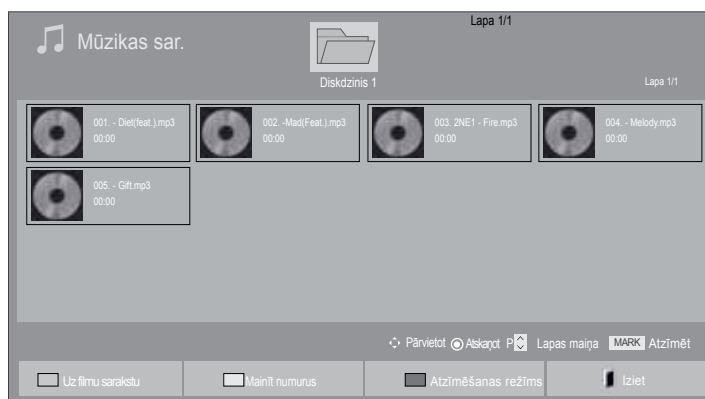 Mūzikas sar.
Lapa 1/1
Diskdzinis 1
Lapa 1/1
001. - Diet(feat.).mp3
00:00
002. -Mad(Feat.).mp3
00:00
003. 2NE1 - Fire.mp3
00:00
004. - Melody.mp3
00:00
005. - Gift.mp3
00:00
Pārvietot Atskaņot P Lapas maiņa MARK Atzīmēt
Uz filmu sarakstu
Mainīt numurus
Atzīmēšanas režīms
Iziet